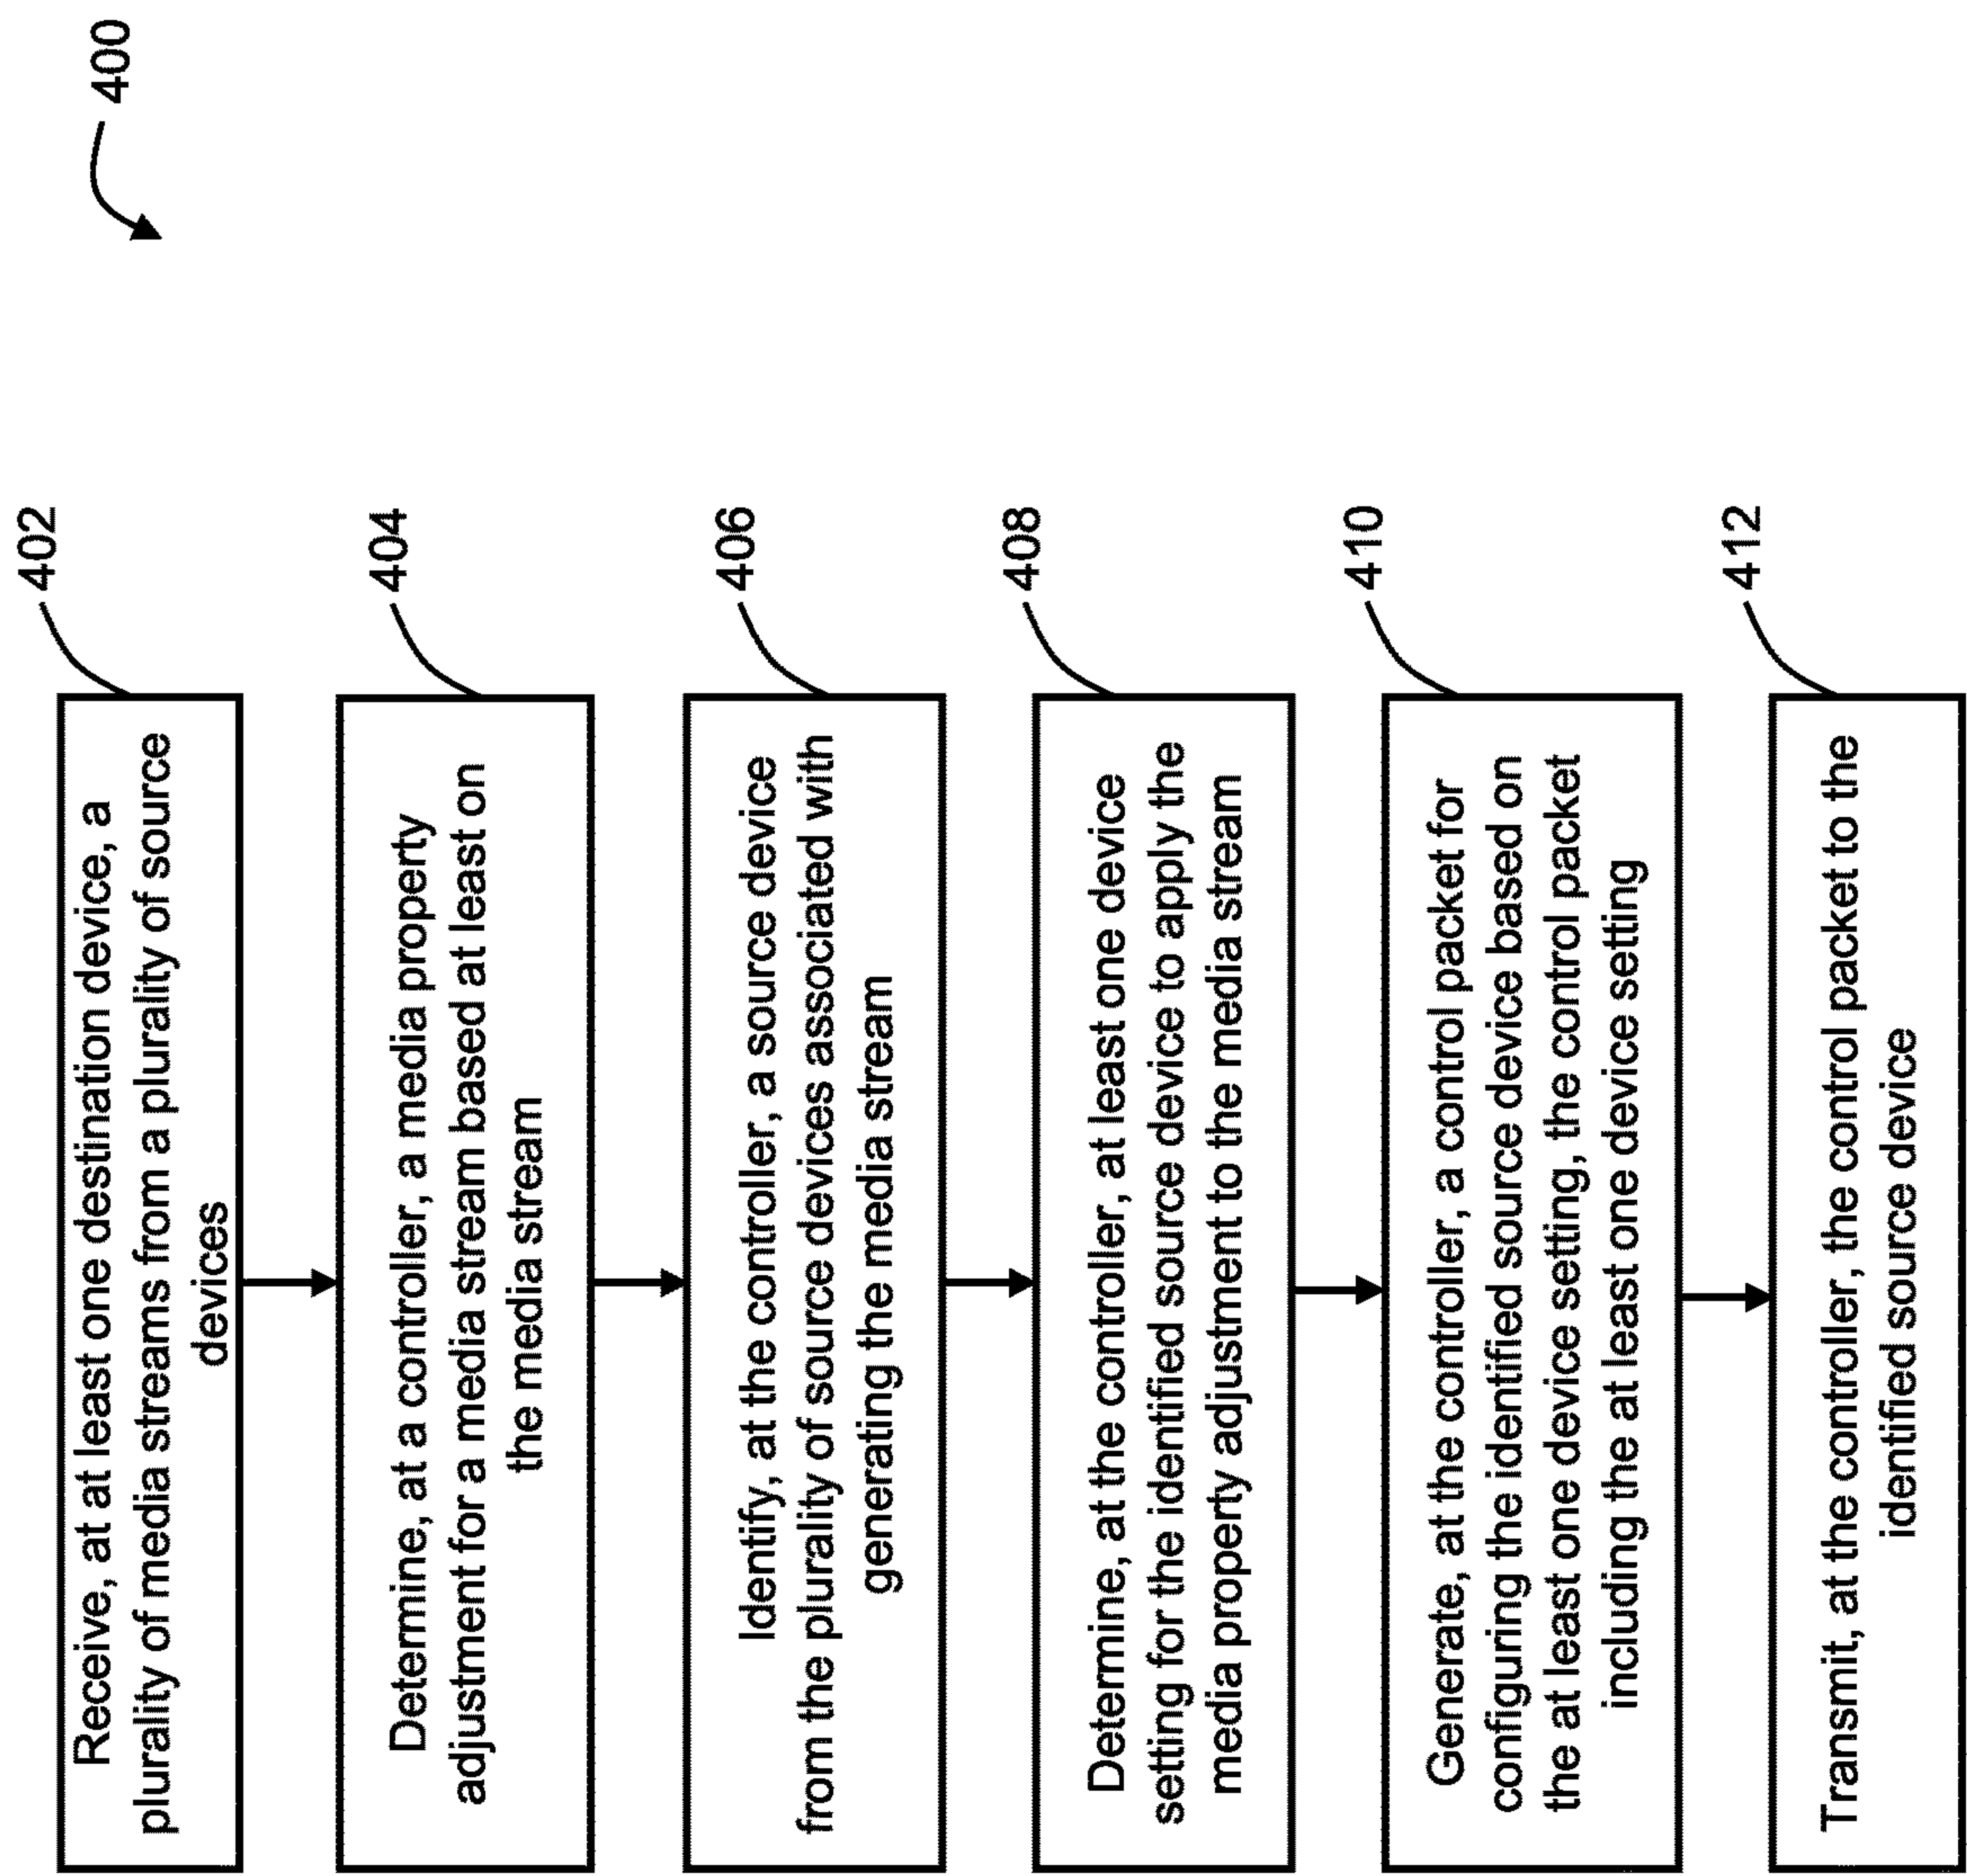 400
402
Receive, at at least one destination device, a
plurality of media streams from a plurality of source
devices
404
Determine, at a controller, a media property
adjustment for a media stream based at least on
the media stream
406
Identify, at the controller, a source device
from the plurality of source devices associated with
generating the media stream
408
Determine, at the controller, at least one device
setting for the identified source device to apply the
media property adjustment to the media stream
410
Generate, at the controller, a control packet for
configuring the identified source device based on
the at least one device setting, the control packet
including the at least one device setting
412
Transmit, at the controller, the control packet to the
identified source device